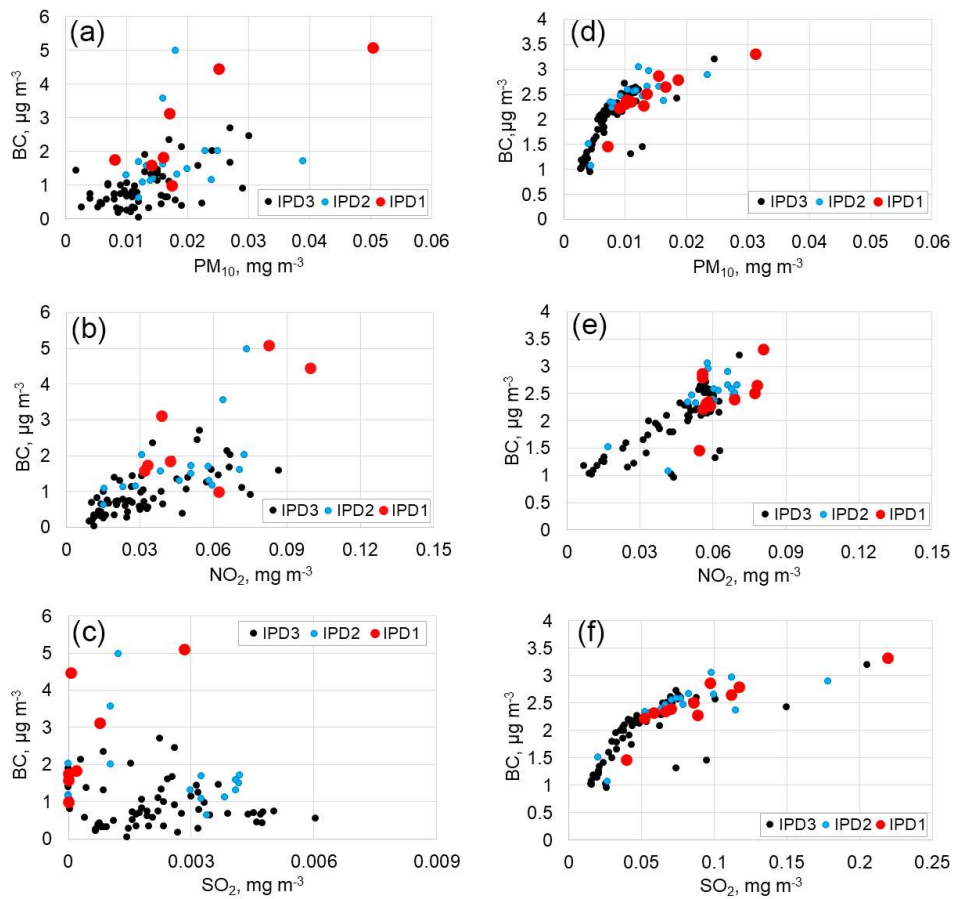 (a)
BC, µg m-3
6
5
4
3
2
1
0
IPD3 IPD2 IPD1
0 0.01 0.02 0.03 0.04 0.05 0.06
PM10, mg m-3
(d)
BC,µg m-3
4
3.5
3
2.5
2
1.5
1
0.5
0
IPD3 IPD2 IPD1
0 0.01 0.02 0.03 0.04 0.05 0.06
PM10, mg m-3
(b)
BC, µg m-3
6
5
4
3
2
1
0
IPD3 IPD2 IPD1
0 0.03 0.06 0.09 0.12 0.15
NO2, mg m-3
(e)
BC, µg m-3
4
3.5
3
2.5
2
1.5
1
0.5
0
IPD3 IPD2 IPD1
0 0.03 0.06 0.09 0.12 0.15
NO2, mg m-3
(c)
IPD3 IPD2 IPD1
BC, µg m-3
6
5
4
3
2
1
0
0 0.003 0.006 0.009
SO2, mg m-3
(f)
BC, µg m-3
4
3.5
3
2.5
2
1.5
1
0.5
0
IPD3 IPD2 IPD1
0 0.05 0.1 0.15 0.2 0.25
SO2, mg m-3